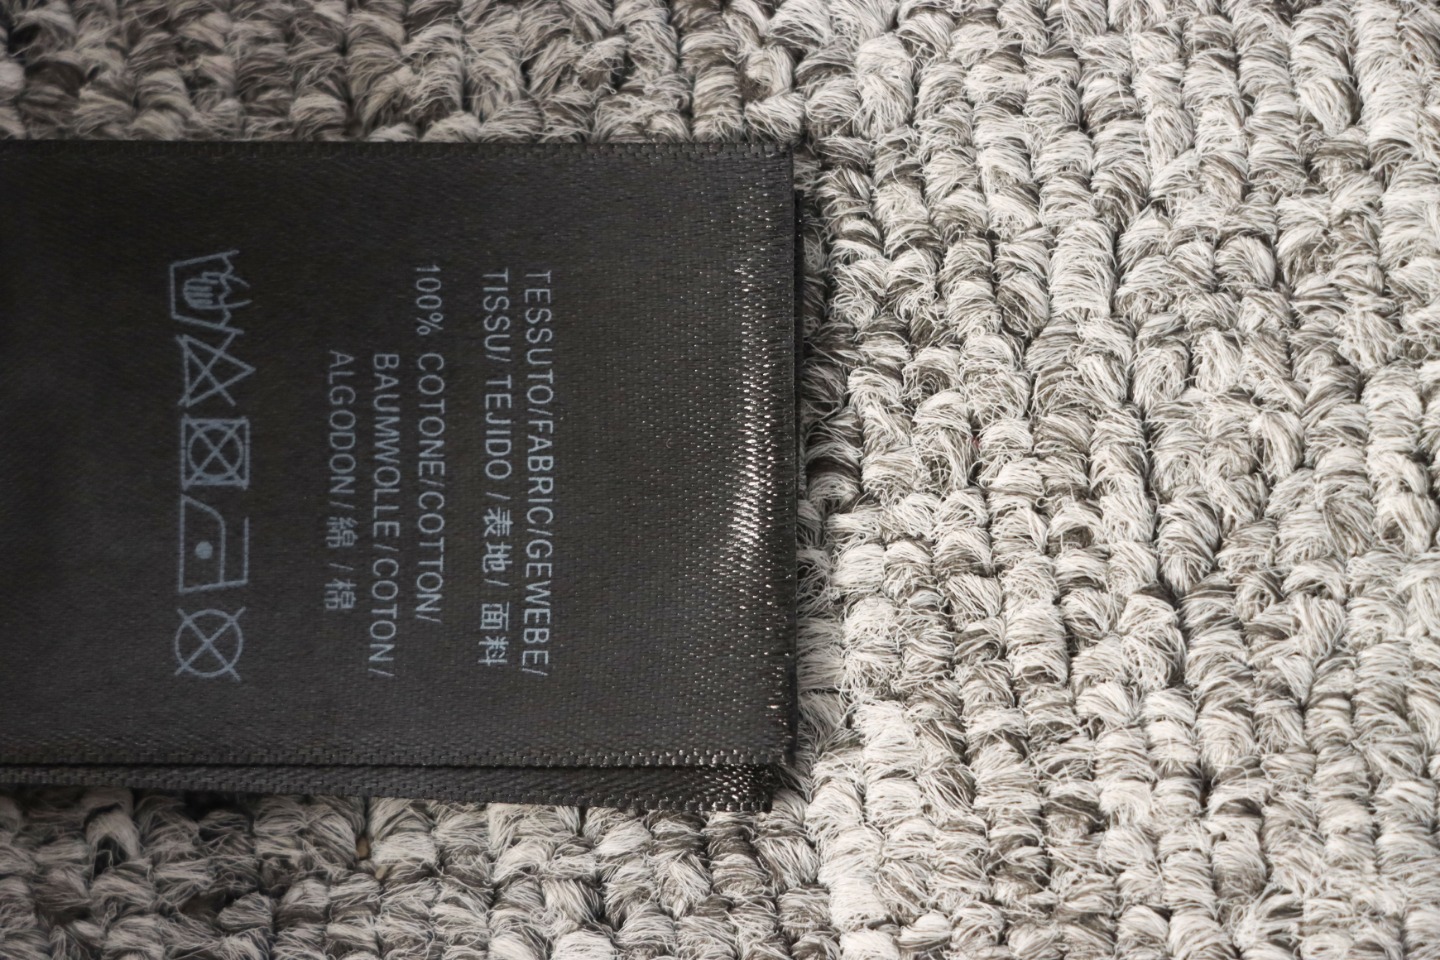 TESSUTO/FABRIC/GEWEBE/
TISSU/ TEJIDO /表地/ 面料
100% COTONE/COTTON/
BAUMWOLLE/COTON/
ALGODON/綿 /棉